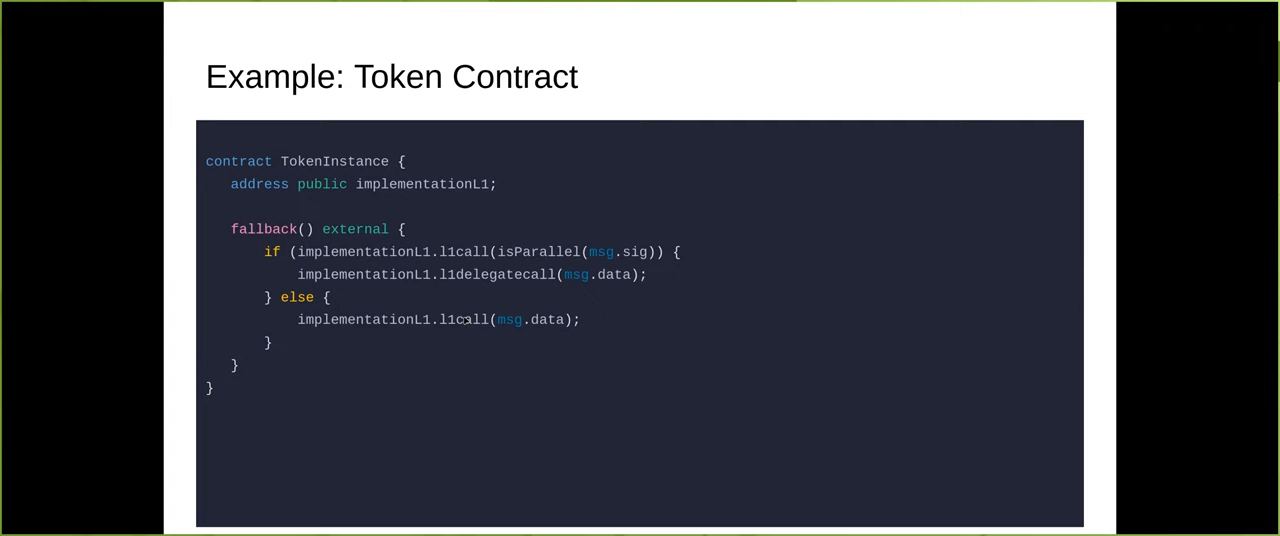 Example: Token Contract
contract TokenInstance {
address public implementationL1;
fallback() external {
if (implementationL1.l1call(isParallel(msg.sig)) {
implementationL1.l1delegatecall(msg.data);
} else {
implementationL1.l1call(msg.data);
}
}
}